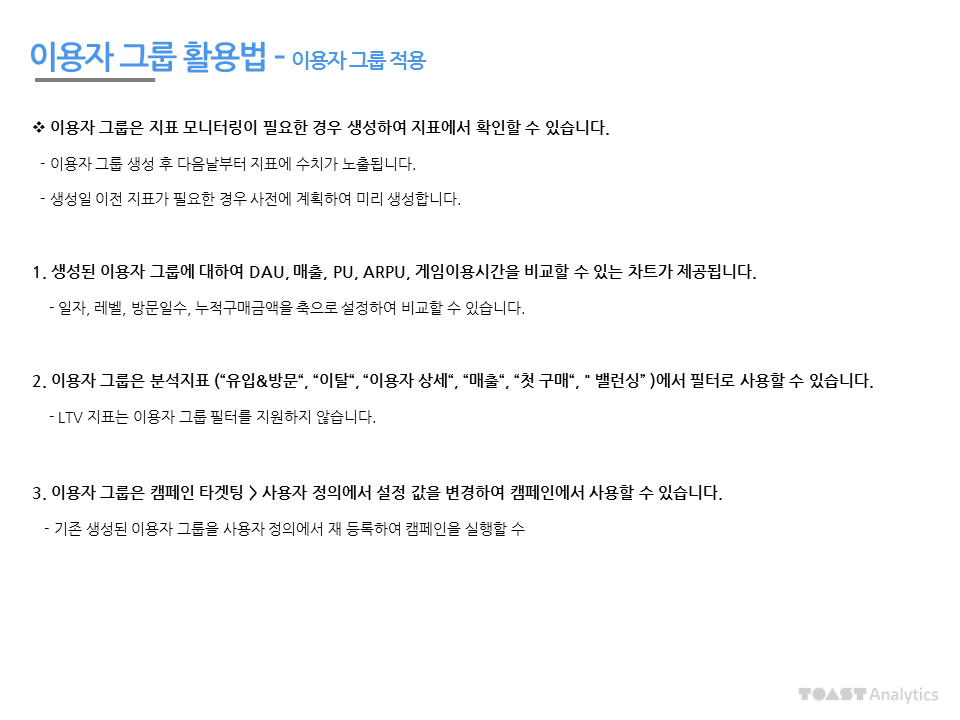 이용자 그룹 활용법 - 이용자 그룹 적용
❖ 이용자 그룹은 지표 모니터링이 필요한 경우 생성하여 지표에서 확인할 수 있습니다.
- 이용자 그룹 생성 후 다음날부터 지표에 수치가 노출됩니다.
- 생성일 이전 지표가 필요한 경우 사전에 계획하여 미리 생성합니다.
1. 생성된 이용자 그룹에 대하여 DAU, 매출, PU, ARPU, 게임이용시간을 비교할 수 있는 차트가 제공됩니다.
- 일자, 레벨, 방문일수, 누적구매금액을 축으로 설정하여 비교할 수 있습니다.
2. 이용자 그룹은 분석지표 (“유입&방문“, “이탈“, “이용자 상세“, “매출“, “첫 구매“, " 밸런싱” )에서 필터로 사용할 수 있습니다.
- LTV 지표는 이용자 그룹 필터를 지원하지 않습니다.
3. 이용자 그룹은 캠페인 타겟팅 > 사용자 정의에서 설정 값을 변경하여 캠페인에서 사용할 수 있습니다.
- 기존 생성된 이용자 그룹을 사용자 정의에서 재 등록하여 캠페인을 실행할 수
TOAST Analytics